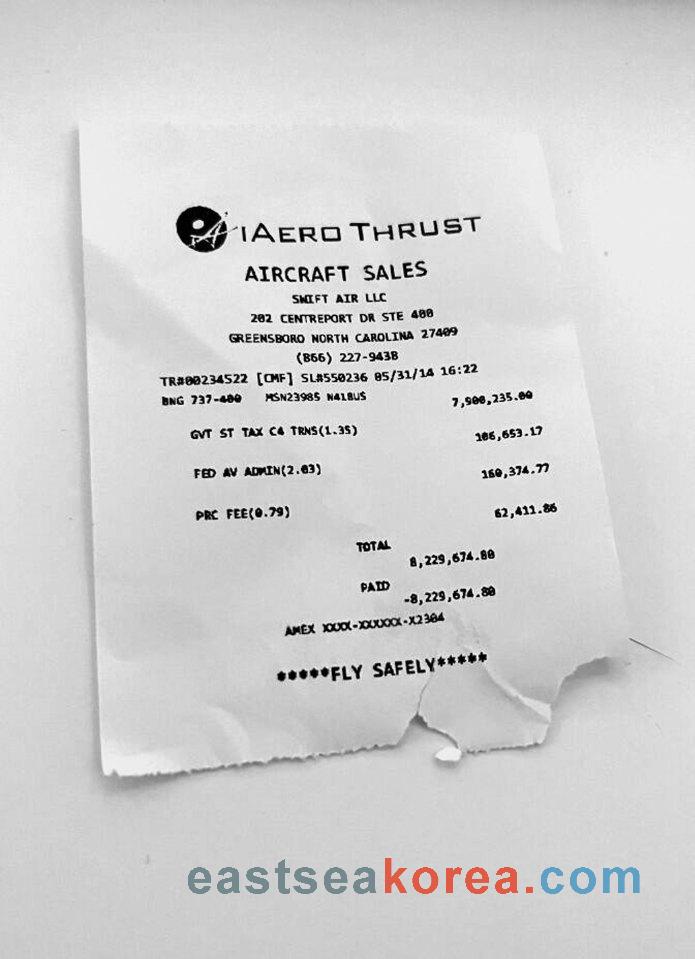 IAERO THRUST
AIRCRAFT SALES
SWIFT AIR LLC
202 CENTREPORT DR STE 400
GREENSBORO NORTH CAROLINA 27409
(866) 227-9438
TR#00234522 [CMF] SL#550236 05/31/14 16:22
BNG 737-400 MSN23985 N418US 7,900,235.00
GVT ST TAX C4 TRNS(1.35) 106,653.17
FED AV ADMIN(2.03) 160,374.77
PRC FEE(0.79) 62,411.86
TOTAL
8,229,674.80
PAID
-8,229,674.80
AMEX XXXX-XXXXXX-X2304
*****FLY SAFELY*****
eastseakorea.com